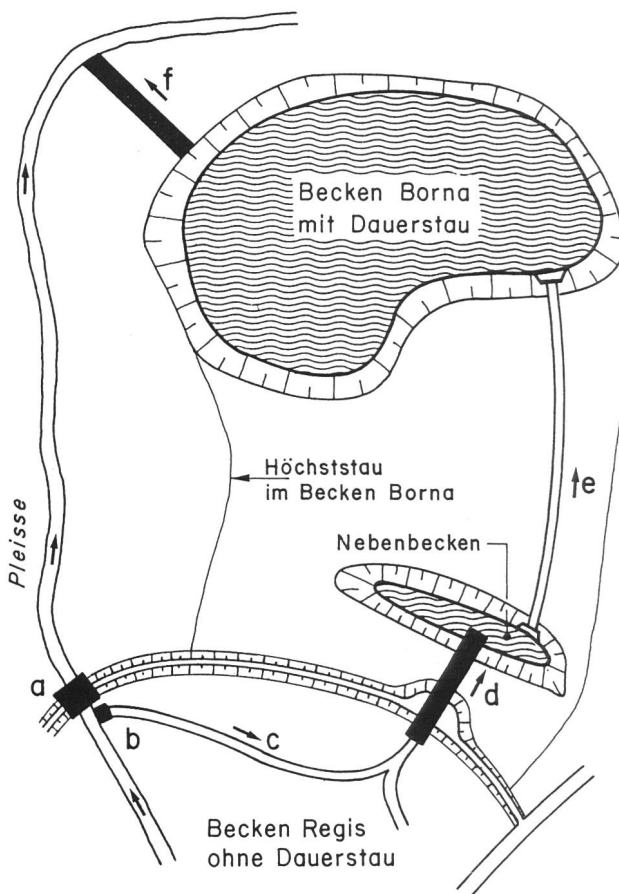 f
Becken Borna
mit Dauerstau
Höchststau
im Becken Borna
e
Pleisse
Nebenbecken
a
d
b
c
Becken Regis
ohne Dauerstau